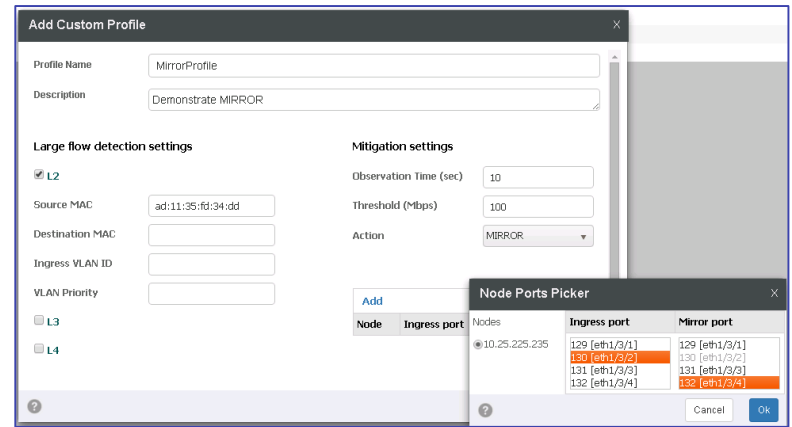 Add Custom Profile X
Profile Name MirrorProfile
Description Demonstrate MIRROR
Large flow detection settings
L2
Source MAC ad:11:35:fd:34:dd
Destination MAC
Ingress VLAN ID
VLAN Priority
L3
L4
Mitigation settings
Observation Time (sec) 10
Threshold (Mbps) 100
Action MIRROR
Add
Node Ingress port
Node Ports Picker X
Nodes Ingress port Mirror port
10.25.225.235
129 [eth1/3/1] 129 [eth1/3/1]
130 [eth1/3/2] 130 [eth1/3/2]
131 [eth1/3/3] 131 [eth1/3/3]
132 [eth1/3/4] 132 [eth1/3/4]
? ? Cancel Ok